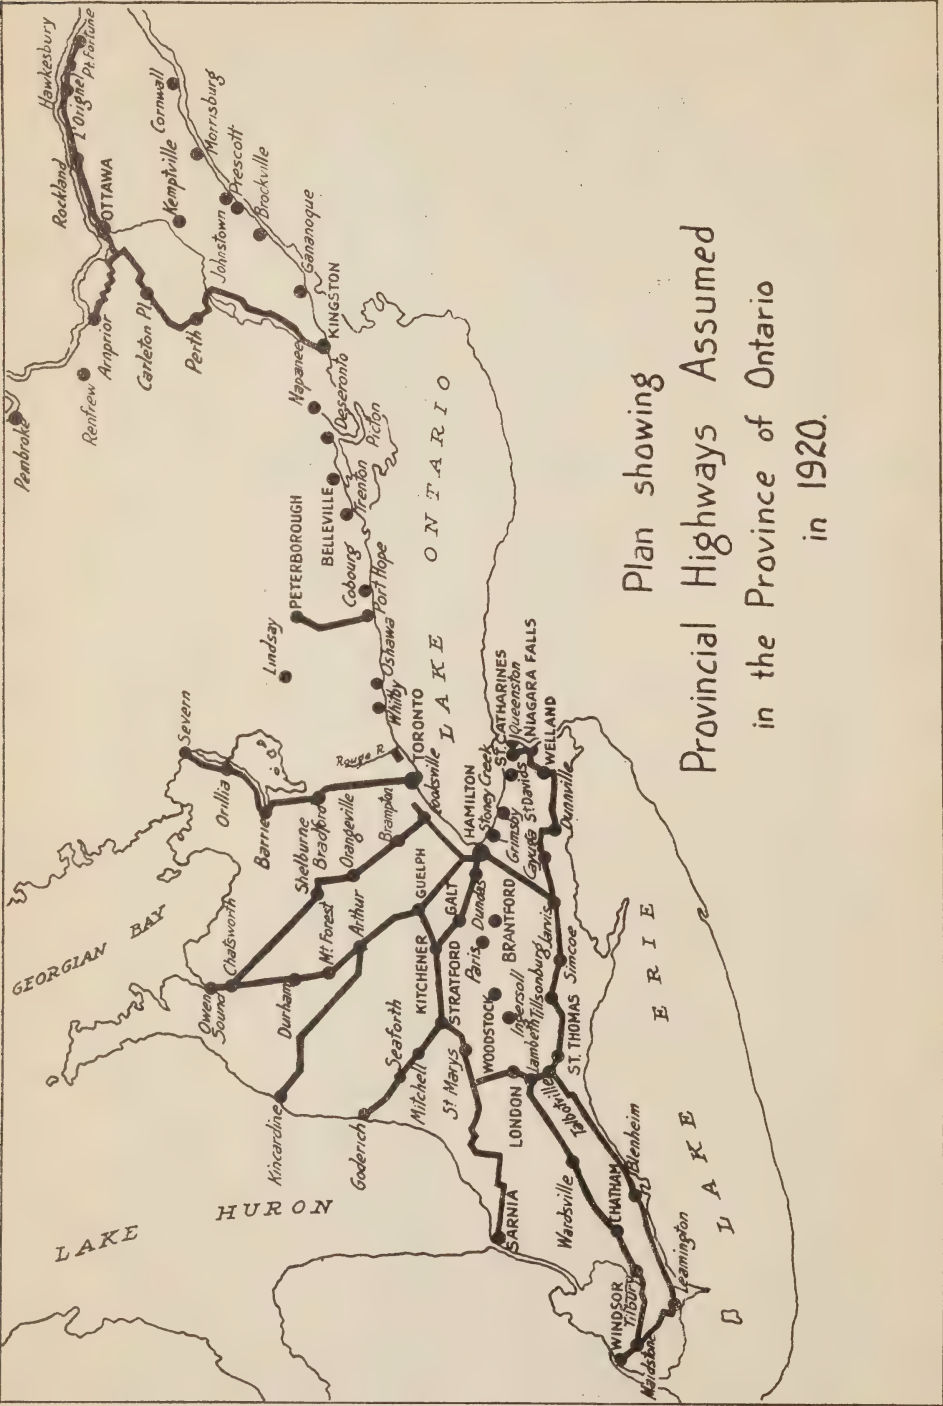 Plan showing
Provincial Highways Assumed
in the Province of Ontario
in 1920.
LAKE
HURON
GEORGIAN BAY
LAKE ONTARIO
LAKE ERIE
Hawkesbury
L'Orignel
Pt. Fortune
Rockland
OTTAWA
Cornwall
Kemptville
Morrisburg
Prescott
Johnstown
Brockville
Gananoque
KINGSTON
Arnprior
Carleton Pl.
Perth
Renfrew
Pembroke
Napanee
Deseronto
Picton
BELLEVILLE
Trenton
PETERBOROUGH
Cobourg
Port Hope
Lindsay
Oshawa
Whitby
Rouge R
TORONTO
Cooksville
Severn
Orillia
Barrie
Bradford
Shelburne
Orangeville
Brampton
Owen
Sound
Chatsworth
Mt. Forest
Arthur
Durham
GUELPH
GALT
HAMILTON
Stoney Creek
Grimsby
ST. CATHARINES
Queenston
NIAGARA FALLS
St Davids
WELLAND
Dunnville
Cayuga
Jarvis
Dundas
BRANTFORD
Paris
KITCHENER
STRATFORD
WOODSTOCK
Ingersoll
Tillsonburg
Simcoe
Lambeth
ST. THOMAS
Talbotville
LONDON
St Marys
Mitchell
Seaforth
Goderich
Kincardine
SARNIA
Wardsville
CHATHAM
Blenheim
Leamington
Tilbury
WINDSOR
Maidstone